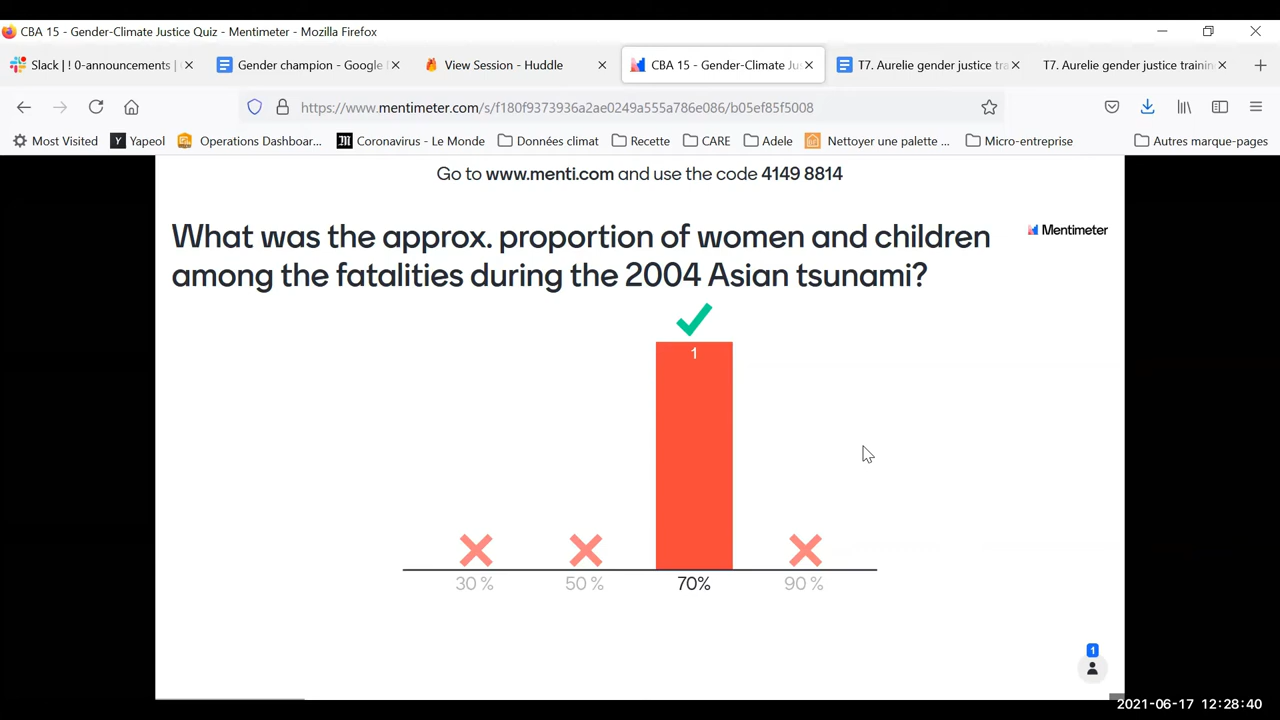 CBA 15 - Gender-Climate Justice Quiz - Mentimeter - Mozilla Firefox
Slack | ! 0-announcements |
Gender champion - Google
View Session - Huddle
CBA 15 - Gender-Climate Ju
T7. Aurelie gender justice tra
T7. Aurelie gender justice training
https://www.mentimeter.com/s/f180f9373936a2ae0249a555a786e086/b05ef85f5008
Most Visited
Yapeol
Operations Dashboar...
Coronavirus - Le Monde
Données climat
Recette
CARE
Adele
Nettoyer une palette ...
Micro-entreprise
Autres marque-pages
Go to www.menti.com and use the code 4149 8814
What was the approx. proportion of women and children
among the fatalities during the 2004 Asian tsunami?
Mentimeter
1
30 %
50 %
70%
90 %
1
2021-06-17 12:28:40